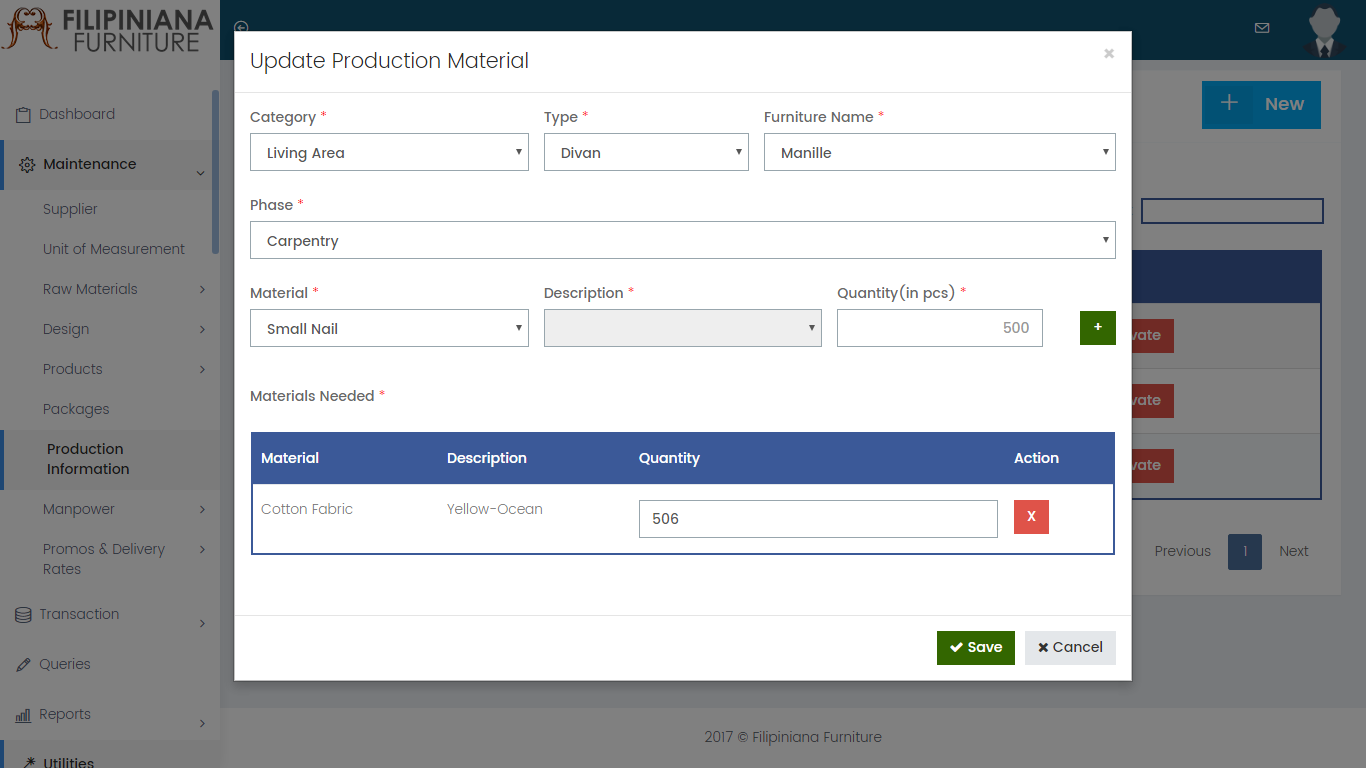 FILIPINIANA
FURNITURE
Dashboard
Maintenance
Supplier
Unit of Measurement
Raw Materials
Design
Products
Packages
Production
Information
Manpower
Promos & Delivery
Rates
Transaction
Queries
Reports
Utilities
New
Update Production Material
×
Category * Type * Furniture Name *
Living Area Divan Manille
Phase *
Carpentry
Material * Description * Quantity(in pcs) *
Small Nail 500 +
Materials Needed *
Material Description Quantity Action
Cotton Fabric Yellow-Ocean 506 X
Save Cancel
vate
vate
vate
Previous 1 Next
2017 © Filipiniana Furniture